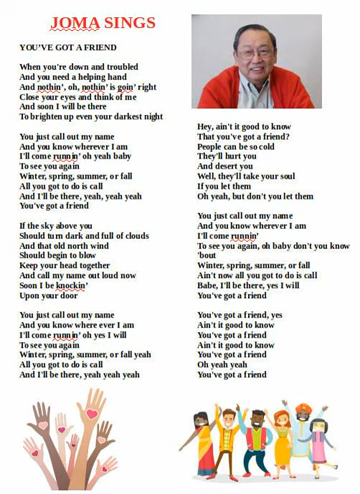 JOMA SINGS
YOU'VE GOT A FRIEND
When you're down and troubled
And you need a helping hand
And nothin', oh, nothin' is goin' right
Close your eyes and think of me
And soon I will be there
To brighten up even your darkest night
You just call out my name
And you know wherever I am
I'll come runnin' oh yeah baby
To see you again
Winter, spring, summer, or fall
All you got to do is call
And I'll be there, yeah, yeah, yeah
You've got a friend
If the sky above you
Should turn dark and full of clouds
And that old north wind
Should begin to blow
Keep your head together
And call my name out loud now
Soon I be knockin'
Upon your door
You just call out my name
And you know where ever I am
I'll come runnin' oh yes I will
To see you again
Winter, spring, summer, or fall yeah
All you got to do is call
And I'll be there, yeah yeah yeah
Hey, ain't it good to know
That you've got a friend?
People can be so cold
They'll hurt you
And desert you
Well, they'll take your soul
If you let them
Oh yeah, but don't you let them
You just call out my name
And you know wherever I am
I'll come runnin'
To see you again, oh baby don't you know
'bout
Winter, spring, summer, or fall
Ain't now all you got to do is call
Babe, I'll be there, yes I will
You've got a friend
You've got a friend, yes
Ain't it good to know
You've got a friend
Ain't it good to know
You've got a friend
Oh yeah yeah
You've got a friend